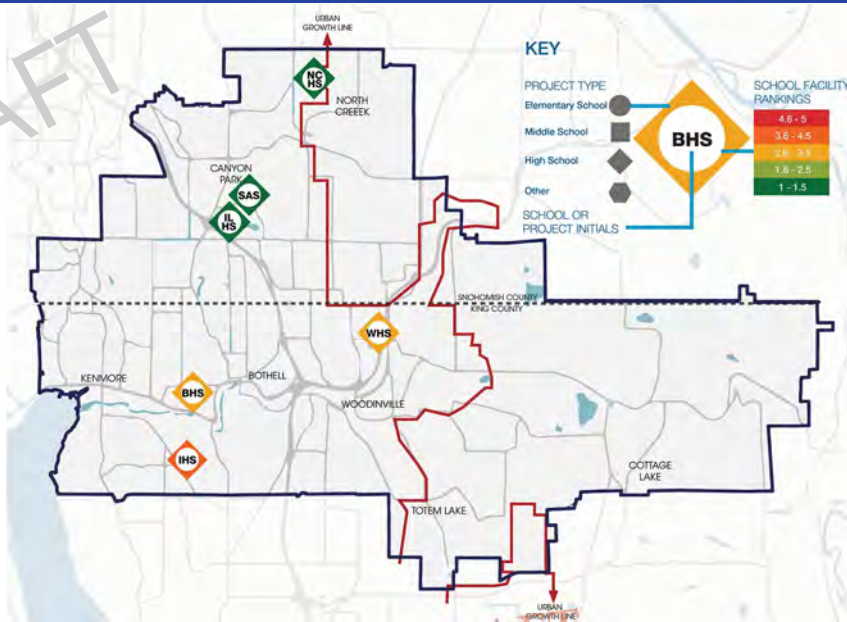 URBAN
GROWTH LINE
AFT
NC
HS
NORTH
CREEEK
CANYON
PARK
SAS
IL
HS
KEY
PROJECT TYPE
Elementary School
Middle School
High School
Other
BHS
SCHOOL OR
PROJECT INITIALS
SCHOOL FACILITY
RANKINGS
4.6 - 5
3.6 - 4.5
2.6 - 3.5
1.6 - 2.5
1 - 1.5
SNOHOMISH COUNTY
KING COUNTY
WHS
KENMORE
BOTHELL
BHS
WOODINVILLE
IHS
COTTAGE
LAKE
TOTEM LAKE
URBAN
GROWTH LINE